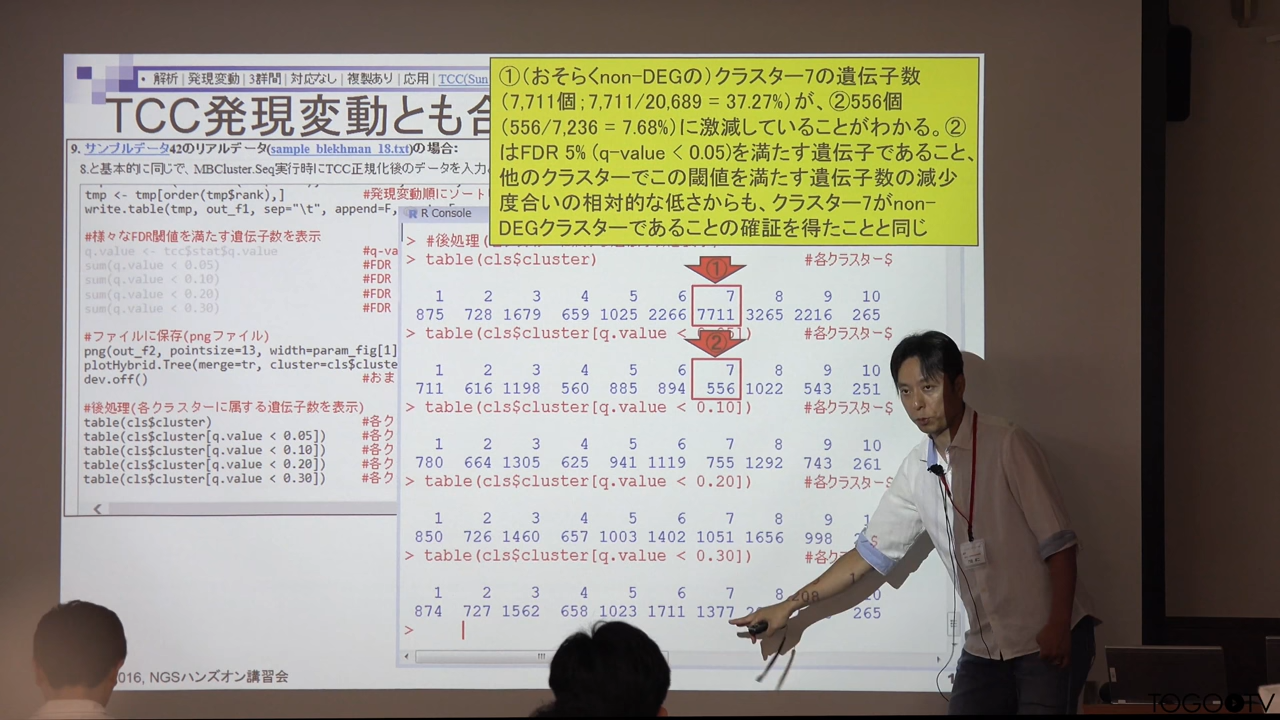 • 解析 | 発現変動 | 3群間 | 対応なし | 複製あり | 応用 | TCC(Sun
TCC発現変動とも合
①(おそらくnon-DEGの)クラスター7の遺伝子数
(7,711個;7,711/20,689 = 37.27%)が、②556個
(556/7,236 = 7.68%)に激減していることがわかる。②
はFDR 5% (q-value < 0.05)を満たす遺伝子であること、
他のクラスターでこの閾値を満たす遺伝子数の減少
度合いの相対的な低さからも、クラスター7がnon-
DEGクラスターであることの確証を得たことと同じ
9. サンプルデータ42のリアルデータ(sample_blekhman_18.txt)の場合:
8.と基本的に同じで、MBCluster.Seq実行時にTCC正規化後のデータを入力
tmp <- tmp[order(tmp$rank),] #発現変動順にソート
write.table(tmp, out_f1, sep="\t", append=F,
#様々なFDR閾値を満たす遺伝子数を表示
q.value <- tcc$stat$q.value #q-va
sum(q.value < 0.05) #FDR
sum(q.value < 0.10) #FDR
sum(q.value < 0.20) #FDR
sum(q.value < 0.30) #FDR
#ファイルに保存(pngファイル)
png(out_f2, pointsize=13, width=param_fig[1]
plotHybrid.Tree(merge=tr, cluster=cls$cluste
dev.off() #おま
#後処理(各クラスターに属する遺伝子数を表示)
table(cls$cluster) #各ク
table(cls$cluster[q.value < 0.05]) #各ク
table(cls$cluster[q.value < 0.10]) #各ク
table(cls$cluster[q.value < 0.20]) #各ク
table(cls$cluster[q.value < 0.30]) #各ク
R Console
> #後処理(
> table(cls$cluster) #各クラスター$
①
1 2 3 4 5 6 7 8 9 10
875 728 1679 659 1025 2266 7711 3265 2216 265
> table(cls$cluster[q.value < 0.05]) #各クラスター$
②
1 2 3 4 5 6 7 8 9 10
711 616 1198 560 885 894 556 1022 543 251
> table(cls$cluster[q.value < 0.10]) #各クラスター$
1 2 3 4 5 6 7 8 9 10
780 664 1305 625 941 1119 755 1292 743 261
> table(cls$cluster[q.value < 0.20]) #各クラスター$
1 2 3 4 5 6 7 8 9
850 726 1460 657 1003 1402 1051 1656 998
> table(cls$cluster[q.value < 0.30]) #各ク
1 2 3 4 5 6 7 8
874 727 1562 658 1023 1711 1377 265
>
2016, NGSハンズオン講習会
TOGOTV